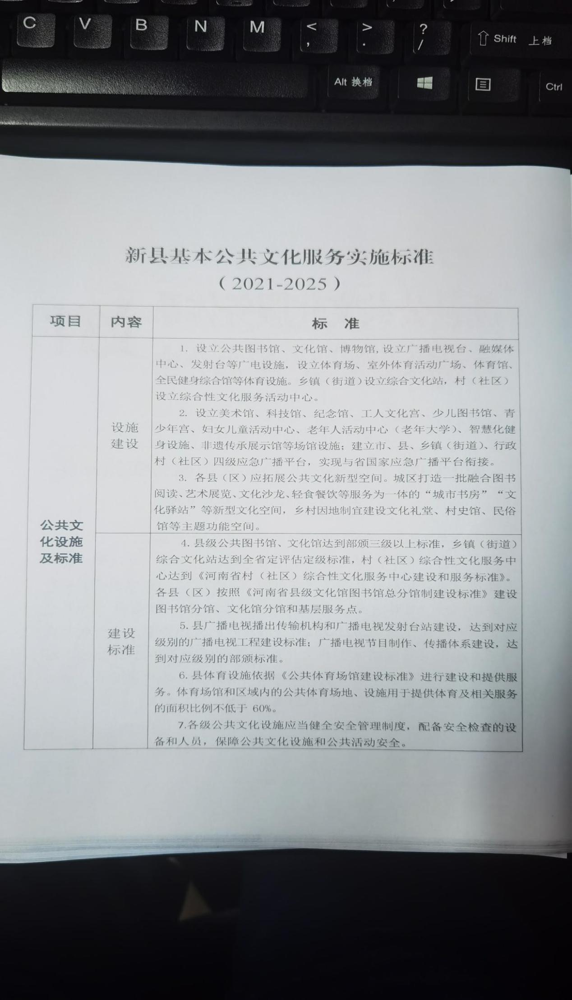 C V B N M < , > . ? / Shift 上档
Alt 换档 Ctrl
新县基本公共文化服务实施标准
（2021-2025）
项目 内容 标 准
1. 设立公共图书馆、文化馆、博物馆,设立广播电视台、融媒体
中心、发射台等广电设施，设立体育场、室外体育活动广场、体育馆、
全民健身综合馆等体育设施。乡镇（街道）设立综合文化站，村（社区）
设立综合性文化服务活动中心。
2. 设立美术馆、科技馆、纪念馆、工人文化宫、少儿图书馆、青
少年宫、妇女儿童活动中心、老年人活动中心（老年大学）、智慧化健
身设施、非遗传承展示馆等场馆设施；建立市、县、乡镇（街道）、行政
村（社区）四级应急广播平台，实现与省国家应急广播平台衔接。
3. 各县（区）应拓展公共文化新型空间。城区打造一批融合图书
阅读、艺术展览、文化沙龙、轻食餐饮等服务为一体的“城市书房”“文
化驿站”等新型文化空间，乡村因地制宜建设文化礼堂、村史馆、民俗
馆等主题功能空间。
设施
建设
公共文
化设施
及标准
4. 县级公共图书馆、文化馆达到部颁三级以上标准，乡镇（街道）
综合文化站达到全省定评估定级标准，村（社区）综合性文化服务中
心达到《河南省村（社区）综合性文化服务中心建设和服务标准》。
各县（区）按照《河南省县级文化馆图书馆总分馆制建设标准》建设
图书馆分馆、文化馆分馆和基层服务点。
5. 县广播电视播出传输机构和广播电视发射台站建设，达到对应
级别的广播电视工程建设标准；广播电视节目制作、传播体系建设，达
到对应级别的部颁标准。
6. 县体育设施依据《公共体育场馆建设标准》进行建设和提供服
务。体育场馆和区域内的公共体育场地、设施用于提供体育及相关服务
的面积比例不低于 60%。
7.各级公共文化设施应当健全安全管理制度，配备安全检查的设
备和人员，保障公共文化设施和公共活动安全。
建设
标准